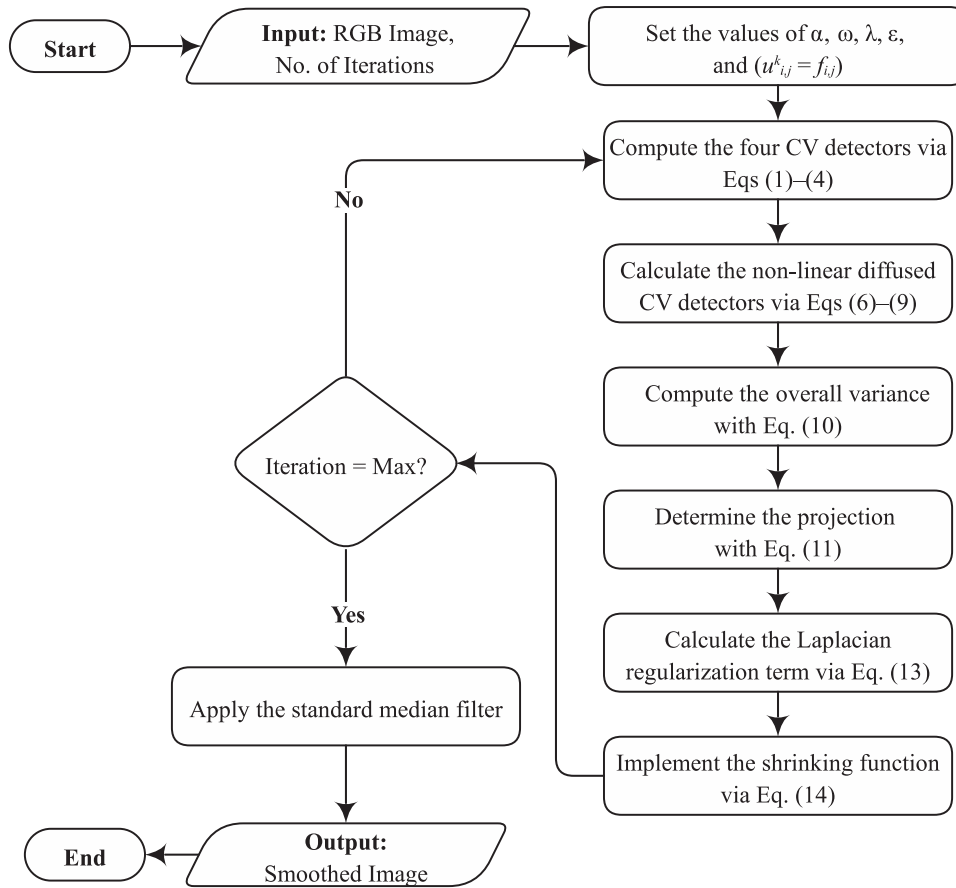 Start
Input: RGB Image,
No. of Iterations
Set the values of α, ω, λ, ε,
and (u^k_{i,j} = f_{i,j})
Compute the four CV detectors via
Eqs (1)–(4)
Calculate the non-linear diffused
CV detectors via Eqs (6)–(9)
Compute the overall variance
with Eq. (10)
Determine the projection
with Eq. (11)
Calculate the Laplacian
regularization term via Eq. (13)
Implement the shrinking function
via Eq. (14)
Iteration = Max?
No
Yes
Apply the standard median filter
Output:
Smoothed Image
End